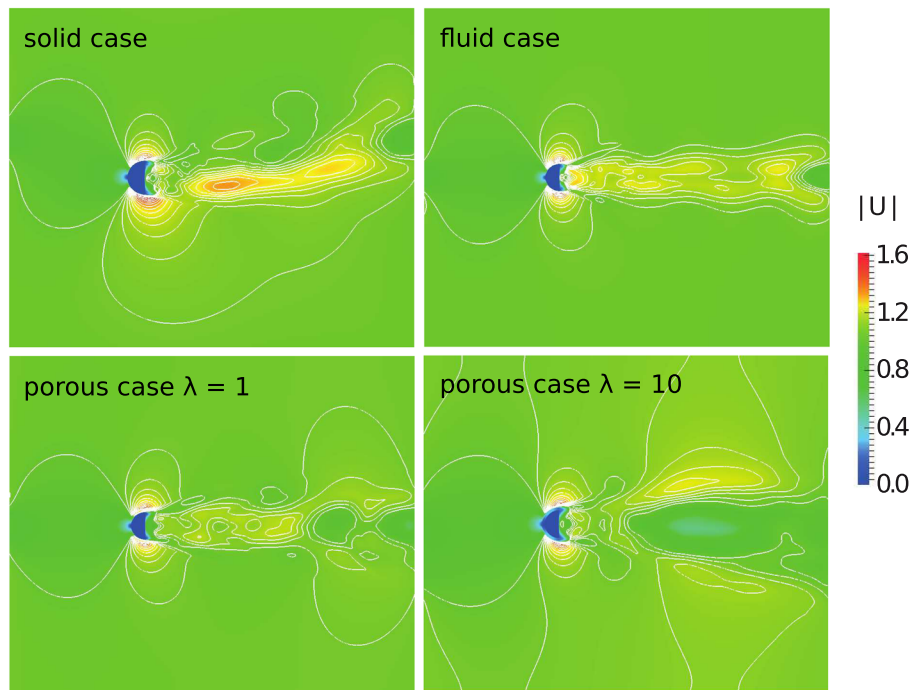 solid case
fluid case
|U|
1.6
1.2
0.8
0.4
0.0
porous case λ = 1
porous case λ = 10